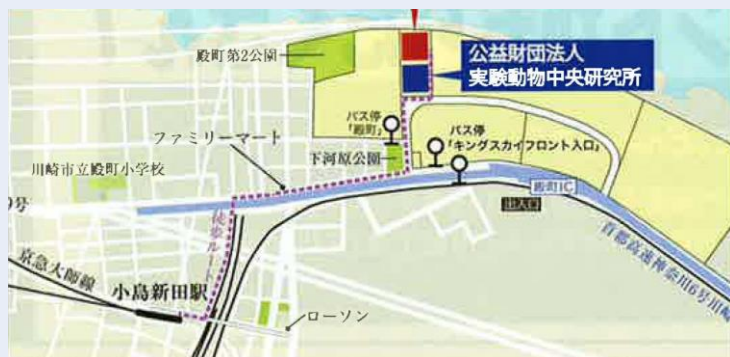 殿町第2公園
公益財団法人
実験動物中央研究所
バス停
「殿町」
バス停
「キングスカイフロント入口」
ファミリーマート
下河原公園
川崎市立殿町小学校
殿町IC
出入口
9号
徒歩ルート
首都高速神奈川6号川崎
京急大師線
小島新田駅
ローソン